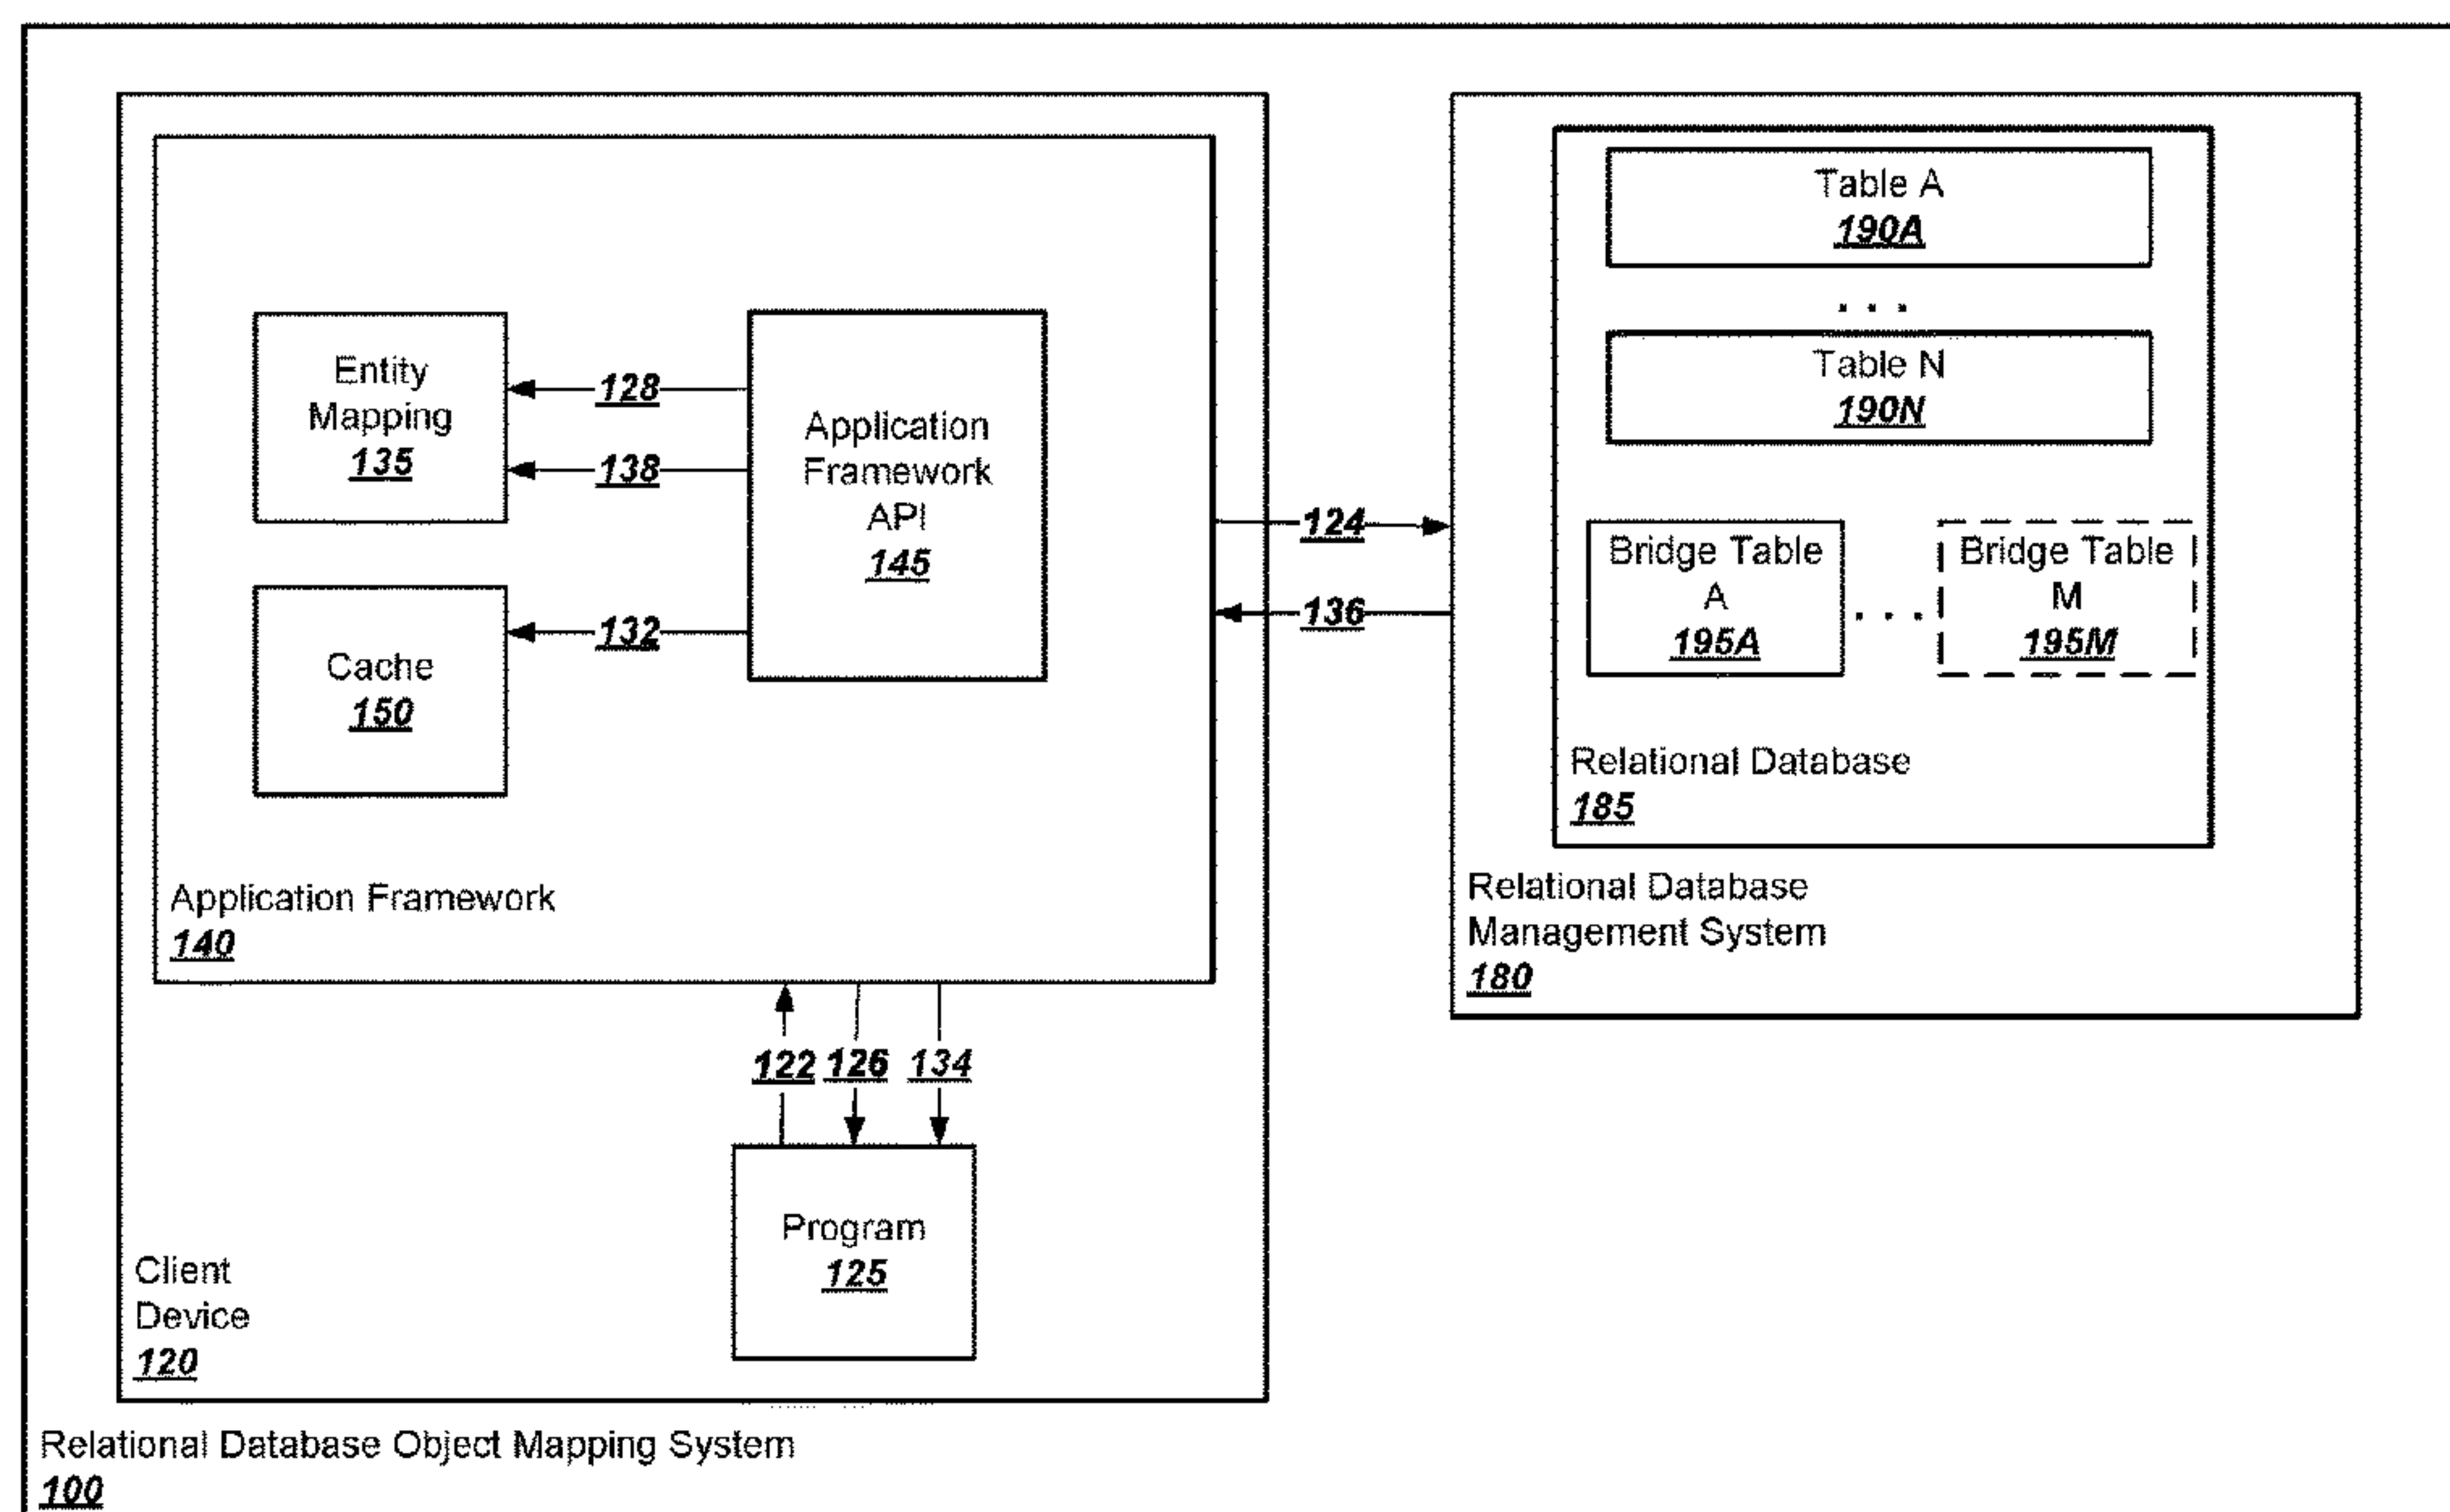 Table A
190A
. . .
Table N
190N
Entity
Mapping
135
128
138
Application
Framework
API
145
132
Cache
150
124
136
Bridge Table
A
195A
. . .
Bridge Table
M
195M
Relational Database
185
Application Framework
140
Relational Database
Management System
180
122 126 134
Program
125
Client
Device
120
Relational Database Object Mapping System
100